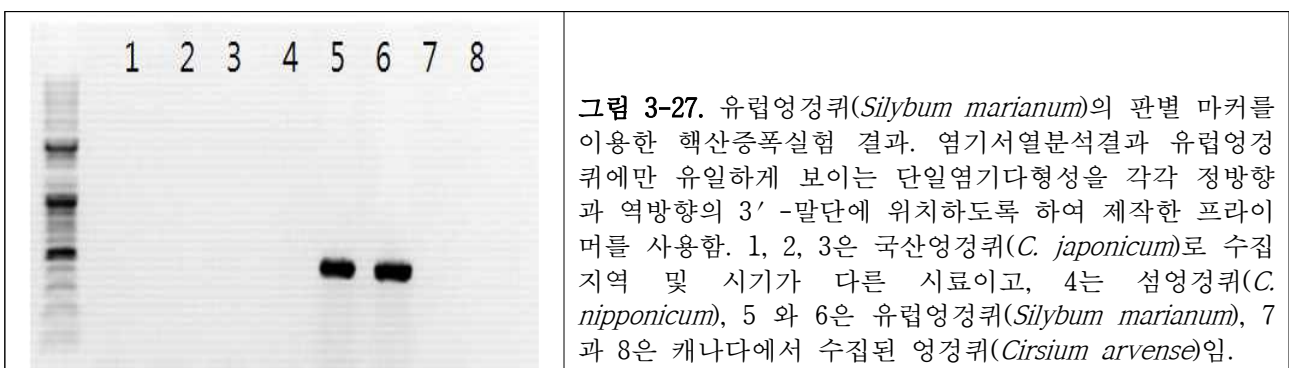 1 2 3 4 5 6 7 8
그림 3-27. 유럽엉겅퀴(Silybum marianum)의 판별 마커를
이용한 핵산증폭실험 결과. 염기서열분석결과 유럽엉겅
퀴에만 유일하게 보이는 단일염기다형성을 각각 정방향
과 역방향의 3′ -말단에 위치하도록 하여 제작한 프라이
머를 사용함. 1, 2, 3은 국산엉겅퀴(C. japonicum)로 수집
지역 및 시기가 다른 시료이고, 4는 섬엉겅퀴(C.
nipponicum), 5 와 6은 유럽엉겅퀴(Silybum marianum), 7
과 8은 캐나다에서 수집된 엉겅퀴(Cirsium arvense)임.